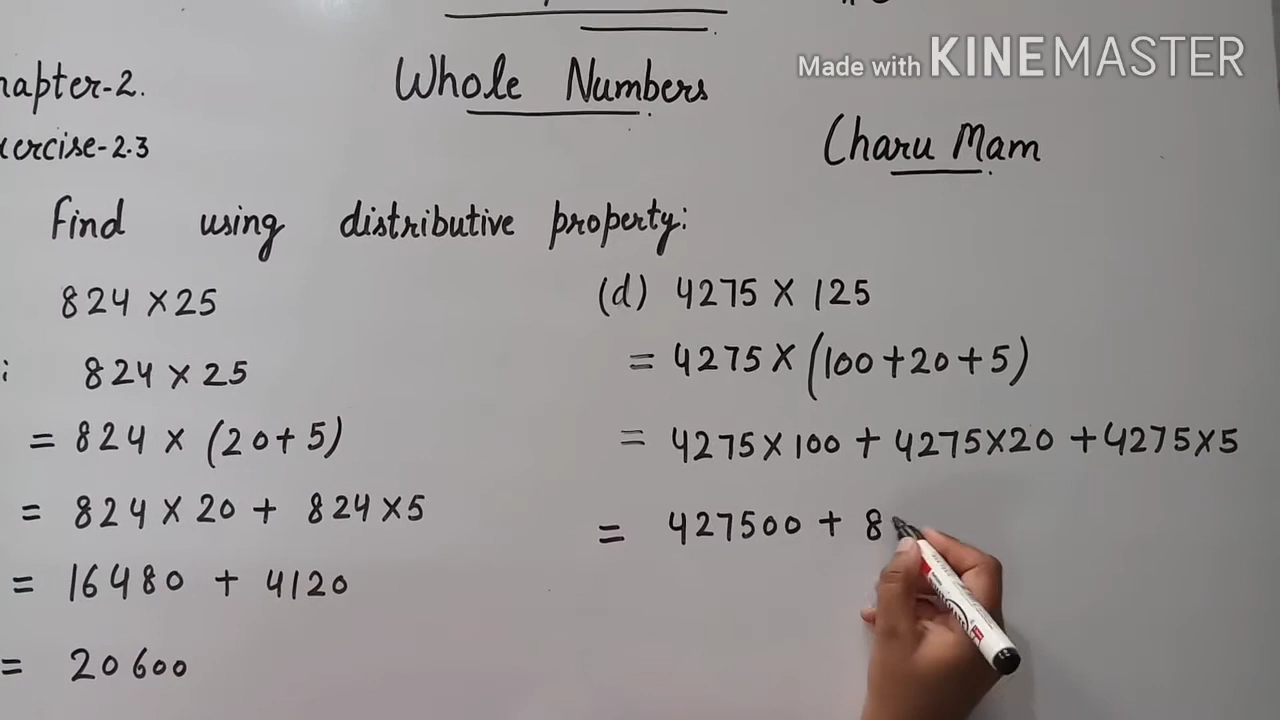 Made with KINEMASTER
hapter-2.
Whole Numbers
ercise-2.3
Charu Mam
Find using distributive property:
824 × 25
824 × 25
= 824 × (20 + 5)
= 824 × 20 + 824 × 5
= 16480 + 4120
= 20600
(d) 4275 × 125
= 4275 × (100 + 20 + 5)
= 4275 × 100 + 4275 × 20 + 4275 × 5
= 427500 + 8